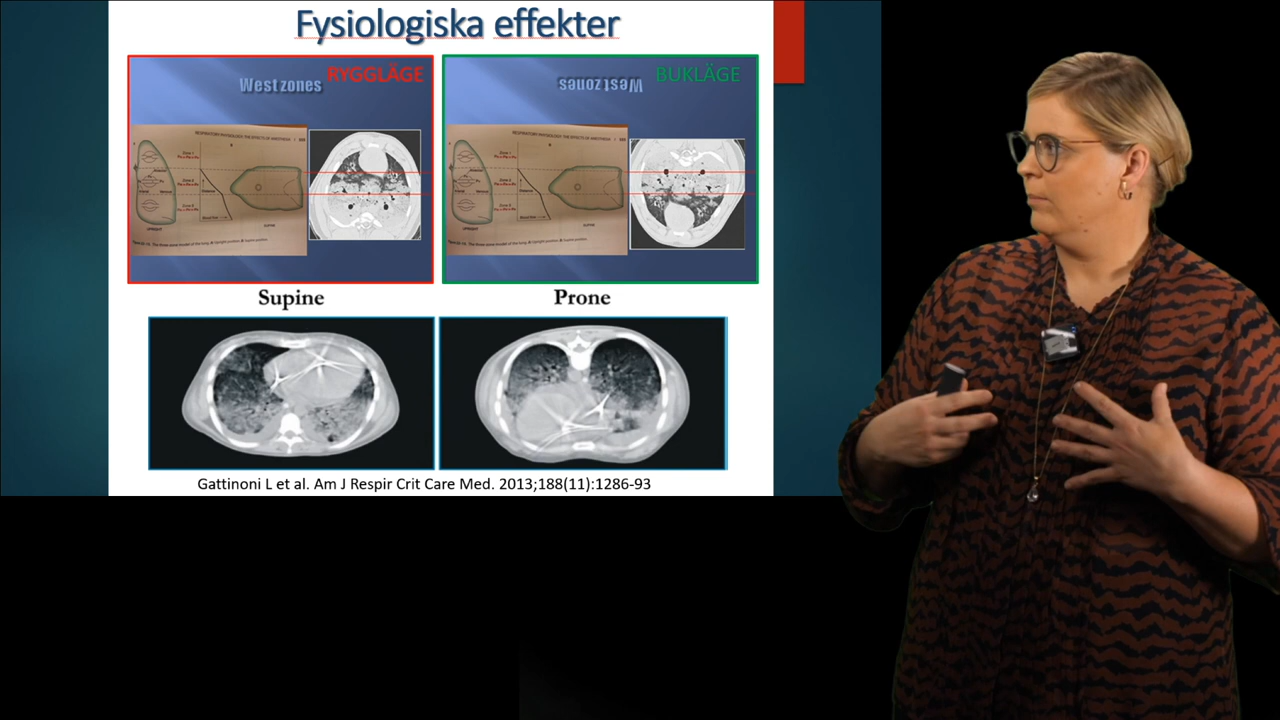 Fysiologiska effekter
West zones
RYGGLÄGE
West zones
BUKLÄGE
Supine
Prone
Gattinoni L et al. Am J Respir Crit Care Med. 2013;188(11):1286-93